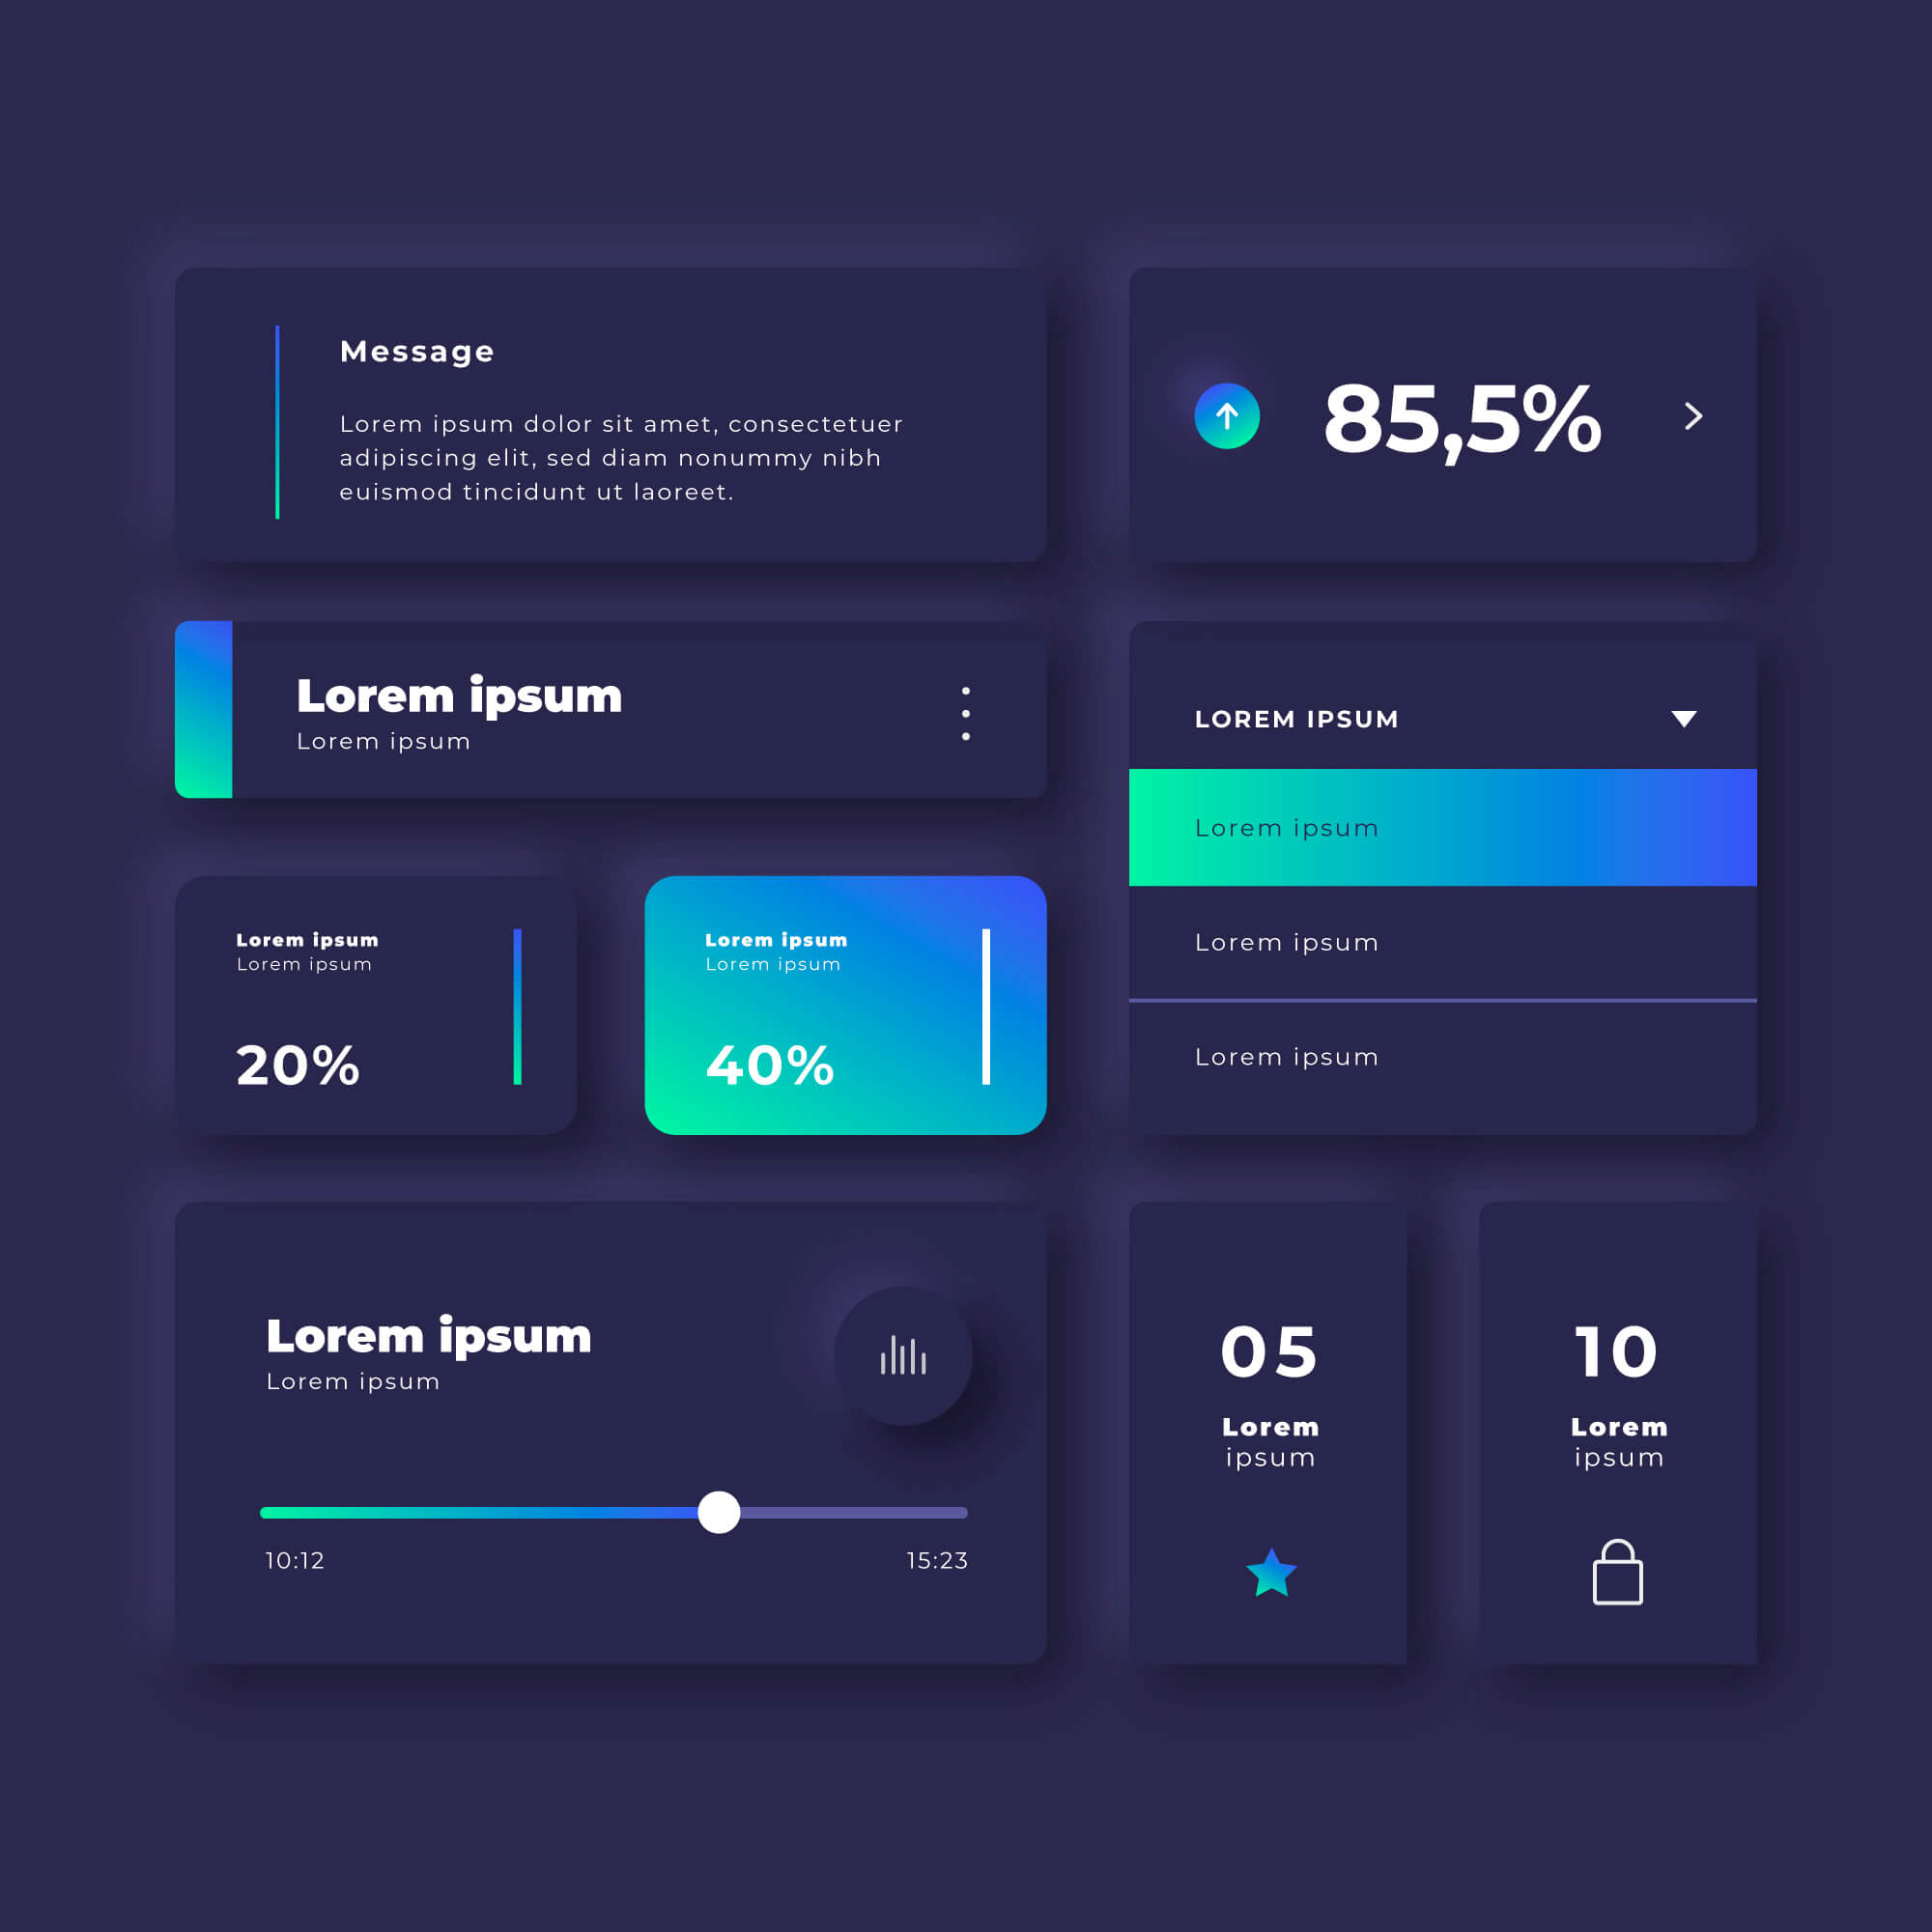 Message
Lorem ipsum dolor sit amet, consectetuer
adipiscing elit, sed diam nonummy nibh
euismod tincidunt ut laoreet.
85,5%
Lorem ipsum
Lorem ipsum
LOREM IPSUM
Lorem ipsum
Lorem ipsum
Lorem ipsum
Lorem ipsum
Lorem ipsum
20%
Lorem ipsum
Lorem ipsum
40%
Lorem ipsum
Lorem ipsum
10:12
15:23
05
Lorem
ipsum
10
Lorem
ipsum